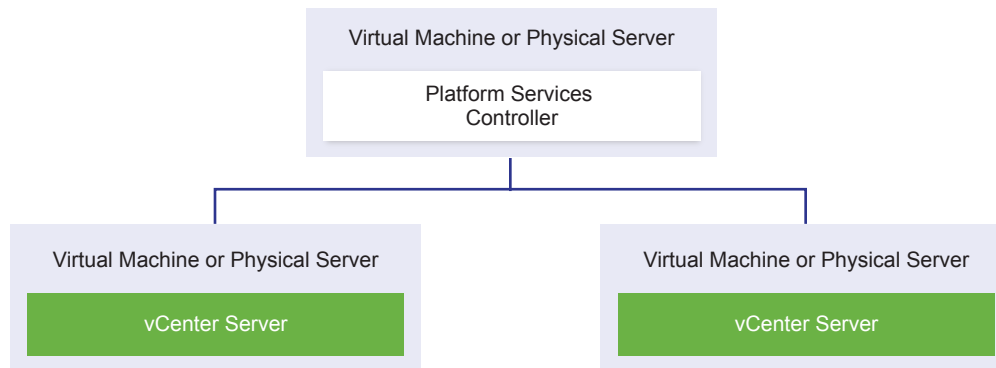 Virtual Machine or Physical Server
Platform Services
Controller
Virtual Machine or Physical Server
vCenter Server
Virtual Machine or Physical Server
vCenter Server